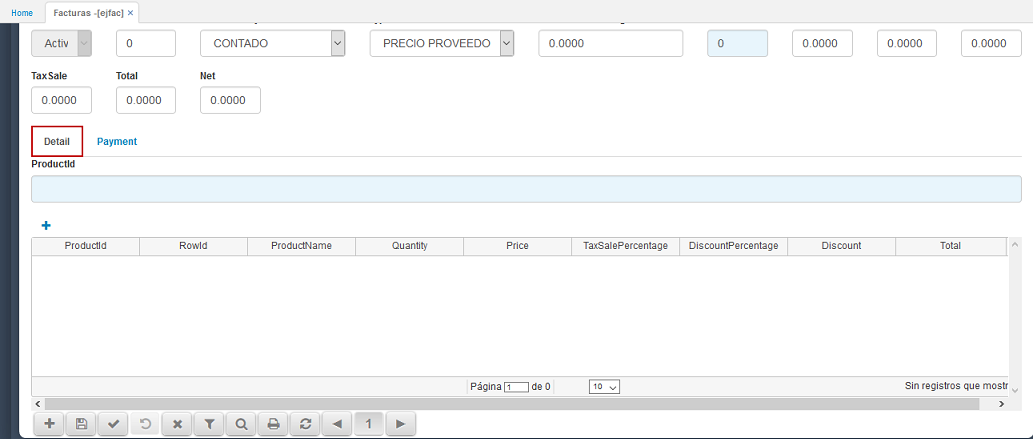 Home Facturas -[ejfac] ×
Activ 0 CONTADO PRECIO PROVEEDO 0.0000 0 0.0000 0.0000 0.0000
TaxSale Total Net
0.0000 0.0000 0.0000
Detail Payment
ProductId
ProductId RowId ProductName Quantity Price TaxSalePercentage DiscountPercentage Discount Total
Página 1 de 0 10 Sin registros que mostr
1